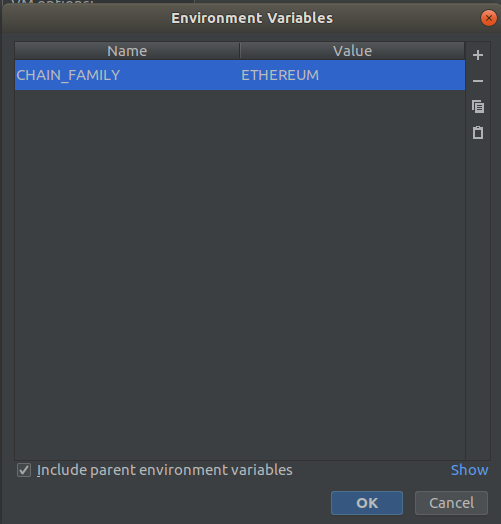 VM options:
Environment Variables
Name Value
CHAIN_FAMILY ETHEREUM
Include parent environment variables Show
OK Cancel